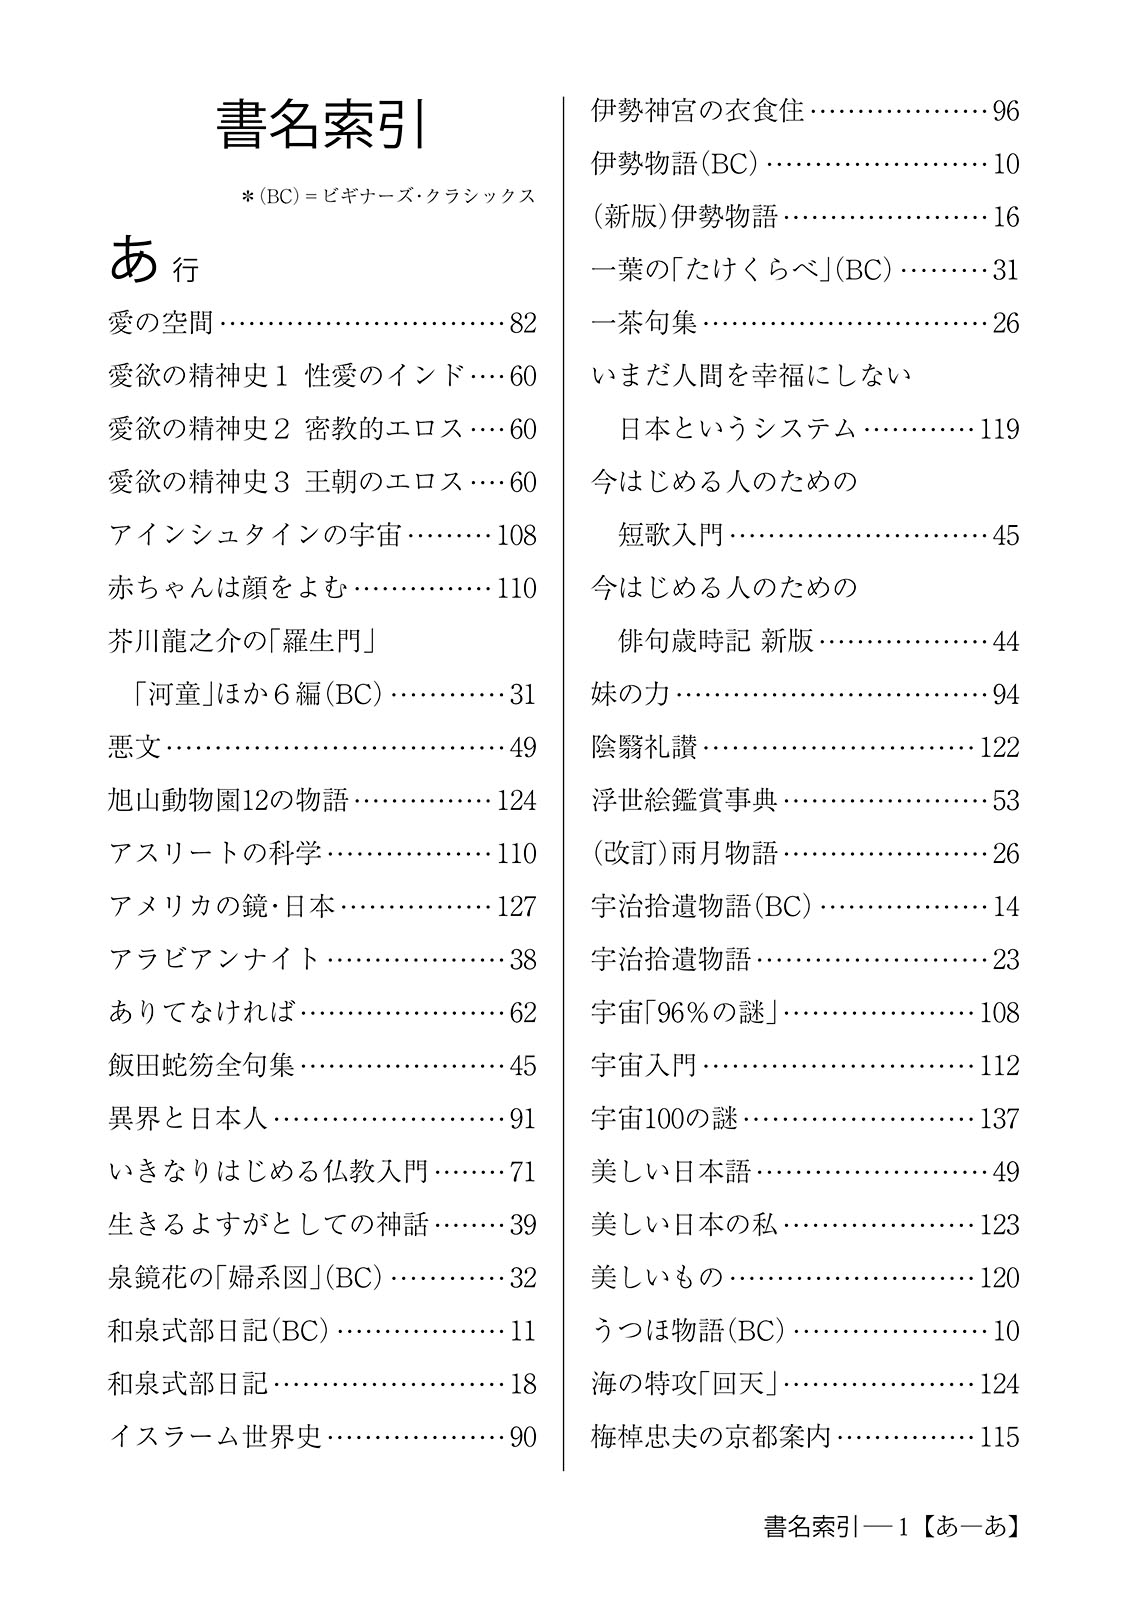 書名索引
＊(BC)＝ビギナーズ・クラシックス
あ 行
愛の空間……………………………82
愛欲の精神史１ 性愛のインド‥‥60
愛欲の精神史２ 密教的エロス‥‥60
愛欲の精神史３ 王朝のエロス‥‥60
アインシュタインの宇宙………108
赤ちゃんは顔をよむ……………110
芥川龍之介の「羅生門」
「河童」ほか６編(BC)…………31
悪文…………………………………49
旭山動物園12の物語……………124
アスリートの科学………………110
アメリカの鏡・日本……………127
アラビアンナイト…………………38
ありてなければ……………………62
飯田蛇笏全句集……………………45
異界と日本人………………………91
いきなりはじめる仏教入門………71
生きるよすがとしての神話………39
泉鏡花の「婦系図」(BC)…………32
和泉式部日記(BC)………………11
和泉式部日記………………………18
イスラーム世界史…………………90
伊勢神宮の衣食住…………………96
伊勢物語(BC)……………………10
(新版)伊勢物語……………………16
一葉の「たけくらべ」(BC)………31
一茶句集……………………………26
いまだ人間を幸福にしない
日本というシステム…………119
今はじめる人のための
短歌入門…………………………45
今はじめる人のための
俳句歳時記 新版………………44
妹の力………………………………94
陰翳礼讃…………………………122
浮世絵鑑賞事典……………………53
(改訂)雨月物語……………………26
宇治拾遺物語(BC)………………14
宇治拾遺物語………………………23
宇宙「96％の謎」…………………108
宇宙入門…………………………112
宇宙100の謎……………………137
美しい日本語………………………49
美しい日本の私…………………123
美しいもの………………………120
うつほ物語(BC)…………………10
海の特攻「回天」…………………124
梅棹忠夫の京都案内……………115
書名索引―1【あ―あ】